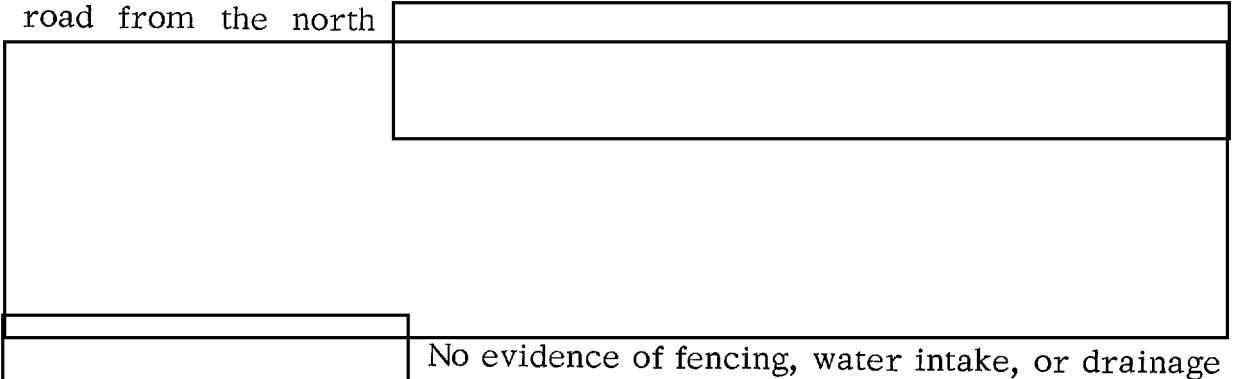 road from the north
No evidence of fencing, water intake, or drainage